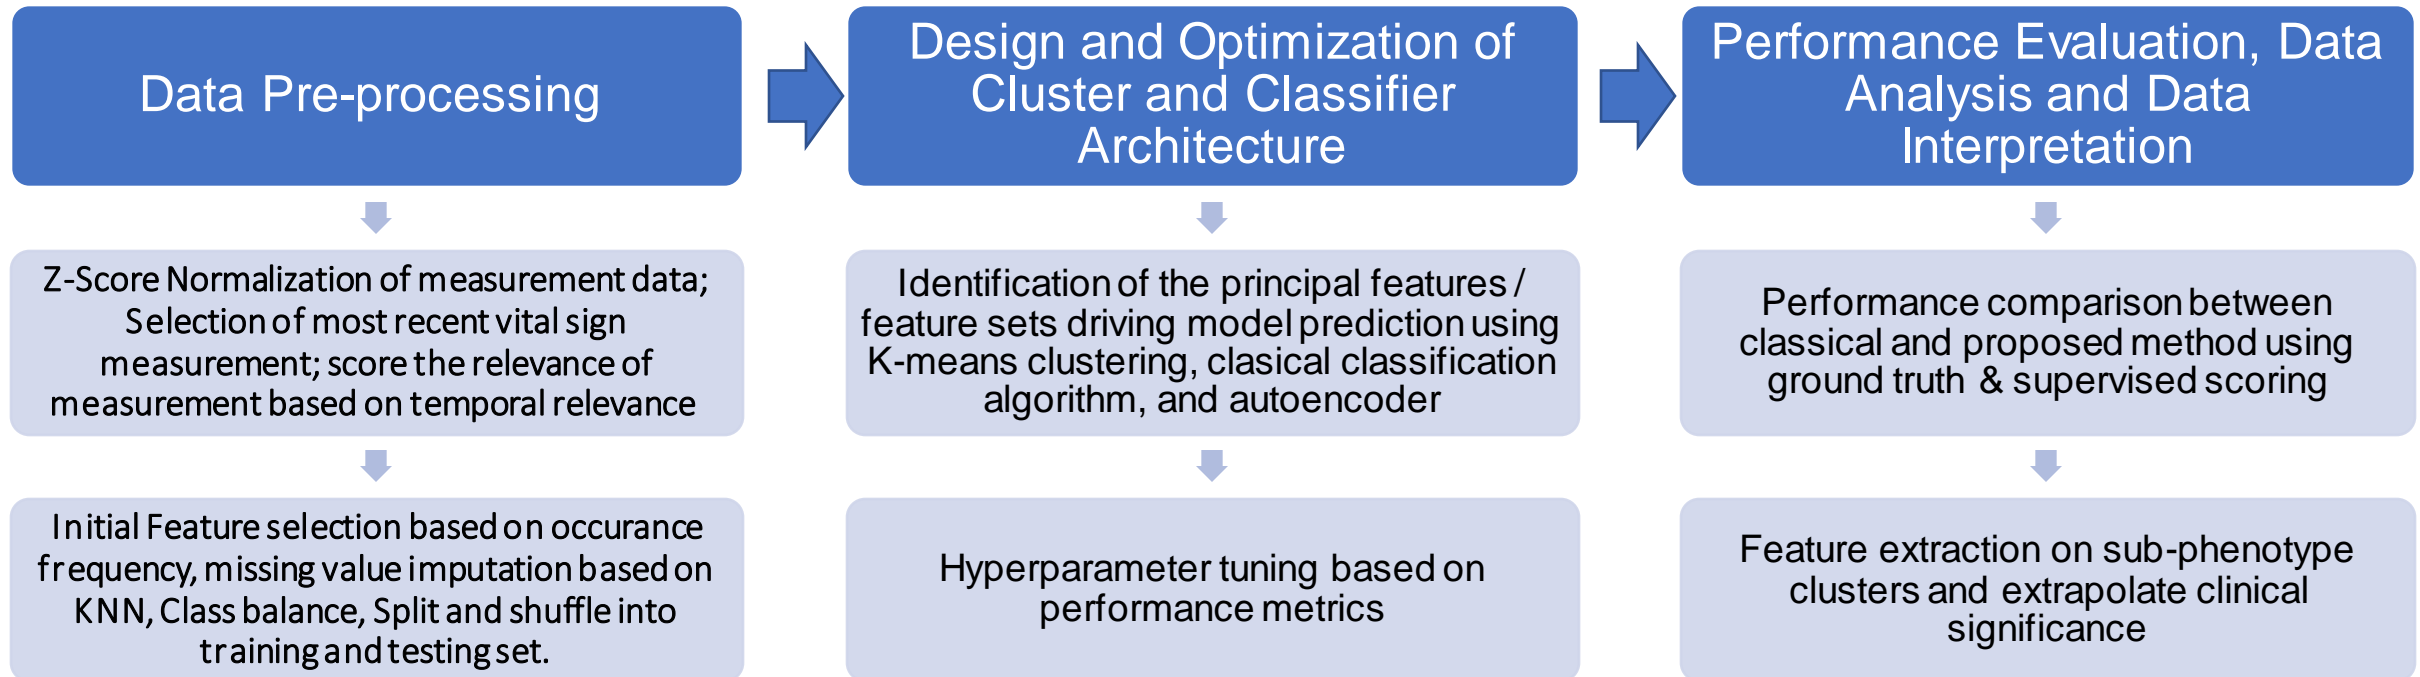 Data Pre-processing
Z-Score Normalization of measurement data;
Selection of most recent vital sign
measurement; score the relevance of
measurement based on temporal relevance
Initial Feature selection based on occurance
frequency, missing value imputation based on
KNN, Class balance, Split and shuffle into
training and testing set.
Design and Optimization of
Cluster and Classifier
Architecture
Identification of the principal features /
feature sets driving model prediction using
K-means clustering, clasical classification
algorithm, and autoencoder
Hyperparameter tuning based on
performance metrics
Performance Evaluation, Data
Analysis and Data
Interpretation
Performance comparison between
classical and proposed method using
ground truth & supervised scoring
Feature extraction on sub-phenotype
clusters and extrapolate clinical
significance